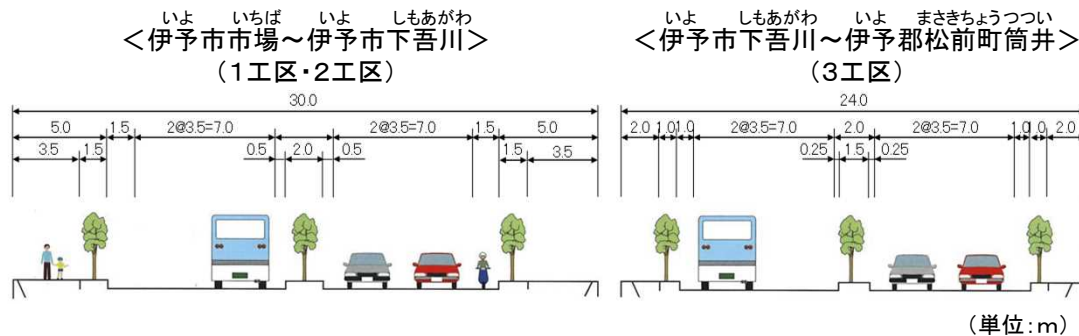 いよ いちば いよ しもあがわ
＜伊予市市場～伊予市下吾川＞
（1工区・2工区）
30.0
5.0 1.5 2@3.5=7.0 2@3.5=7.0 1.5 5.0
3.5 1.5 0.5 2.0 0.5 1.5 3.5
いよ しもあがわ いよ まさきちょうつつい
＜伊予市下吾川～伊予郡松前町筒井＞
（3工区）
24.0
2.0 1.0 1.0 2@3.5=7.0 2.0 2@3.5=7.0 1.0 1.0 2.0
0.25 1.5 0.25
（単位：m）